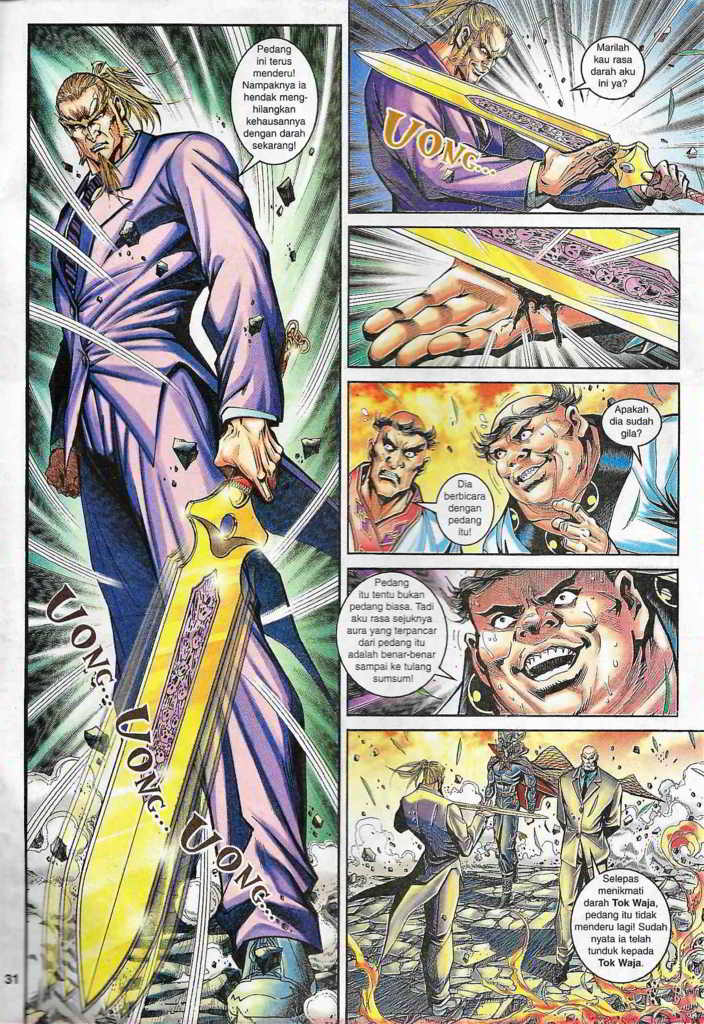 Pedang
ini terus
menderu!
Nampaknya ia
hendak meng-
hilangkan
kehausannya
dengan darah
sekarang!
UONG...
UONG...
UONG...
Marilah
kau rasa
darah aku
ini ya?
UONG...
Apakah
dia sudah
gila?
Dia
berbicara
dengan
pedang
itu!
Pedang
itu tentu bukan
pedang biasa. Tadi
aku rasa sejuknya
aura yang terpancar
dari pedang itu
adalah benar-benar
sampai ke tulang
sumsum!
Selepas
menikmati
darah Tok Waja,
pedang itu tidak
menderu lagi! Sudah
nyata ia telah
tunduk kepada
Tok Waja.
31